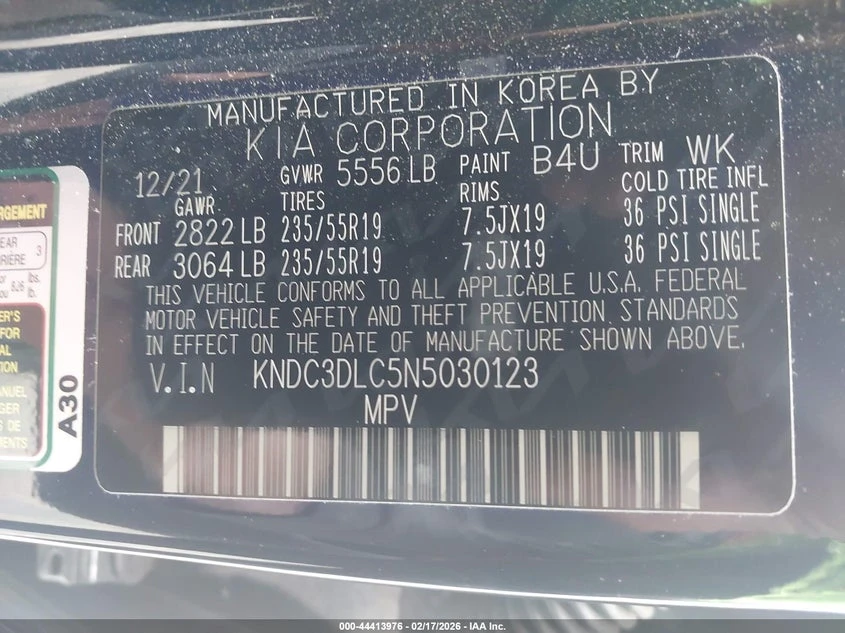 MANUFACTURED IN KOREA BY
KIA CORPORATION
12/21 GVWR 5556 LB PAINT B4U TRIM WK
GAWR TIRES RIMS COLD TIRE INFL
FRONT 2822 LB 235/55R19 7.5JX19 36 PSI SINGLE
REAR 3064 LB 235/55R19 7.5JX19 36 PSI SINGLE
THIS VEHICLE CONFORMS TO ALL APPLICABLE U.S.A. FEDERAL
MOTOR VEHICLE SAFETY AND THEFT PREVENTION STANDARDS
IN EFFECT ON THE DATE OF MANUFACTURE SHOWN ABOVE.
V.I.N KNDC3DLC5N5030123
MPV
A30
000-44413976 - 02/17/2026 - IAA Inc.